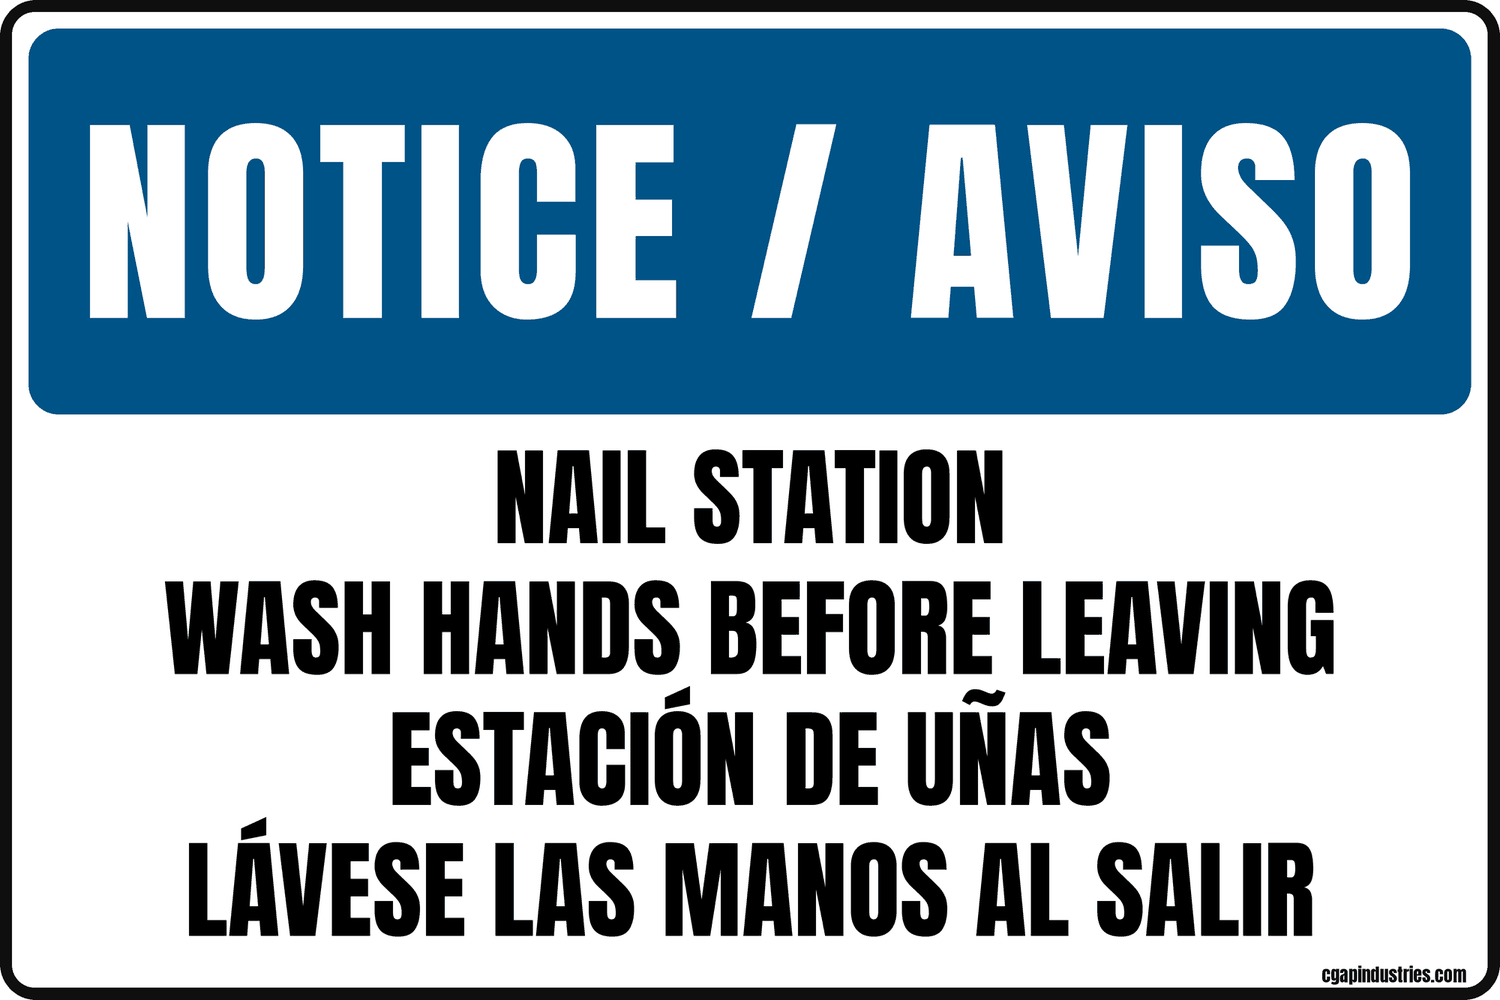 NOTICE / AVISO
NAIL STATION
WASH HANDS BEFORE LEAVING
ESTACIÓN DE UÑAS
LÁVESE LAS MANOS AL SALIR
cgapindustries.com